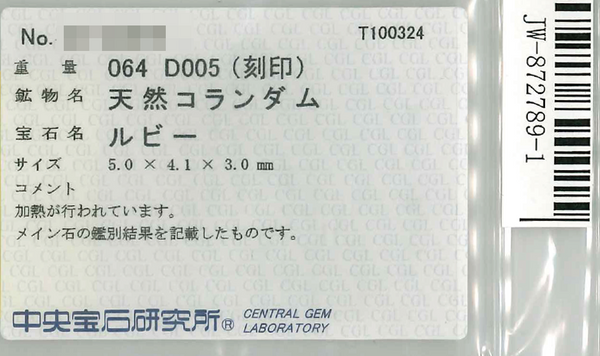 No.
T100324
重量 064 D005(刻印)
鉱物名 天然コランダム
宝石名 ルビー
サイズ 5.0 × 4.1 × 3.0 mm
コメント
加熱が行われています。
メイン石の鑑別結果を記載したものです。
中央宝石研究所® CENTRAL GEM
LABORATORY
JW-872789-1